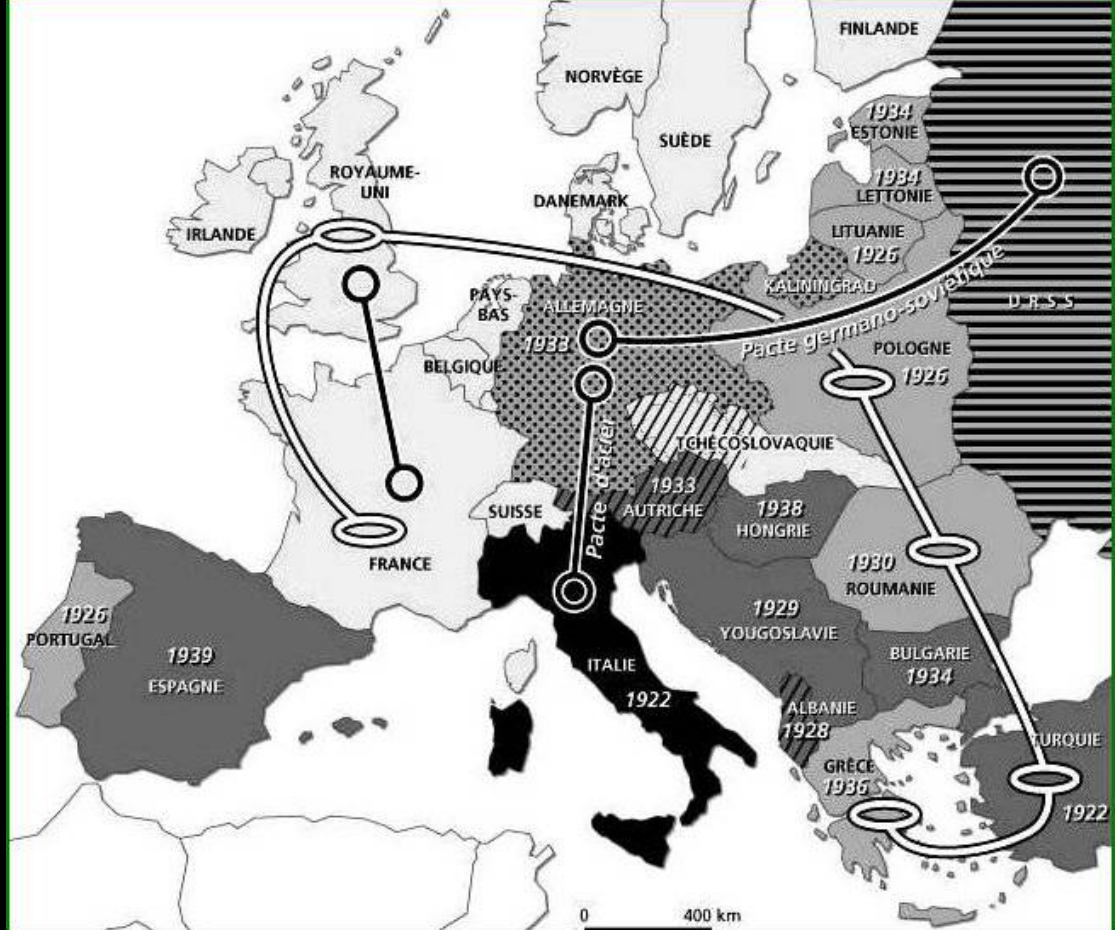 FINLANDE
NORVÈGE
SUÈDE
1934
ESTONIE
1934
LETTONIE
ROYAUME-
UNI
DANEMARK
IRLANDE
LITUANIE
1926
KALININGRAD
PAYS-
BAS
ALLEMAGNE
1933
Pacte germano-soviétique
U R S S
POLOGNE
1926
BELGIQUE
TCHÉCOSLOVAQUIE
Pacte d'acier
1933
AUTRICHE
SUISSE
1938
HONGRIE
FRANCE
1930
ROUMANIE
1926
PORTUGAL
1939
ESPAGNE
1929
YOUGOSLAVIE
ITALIE
1922
BULGARIE
1934
ALBANIE
1928
TURQUIE
1922
GRÈCE
1936
0 400 km